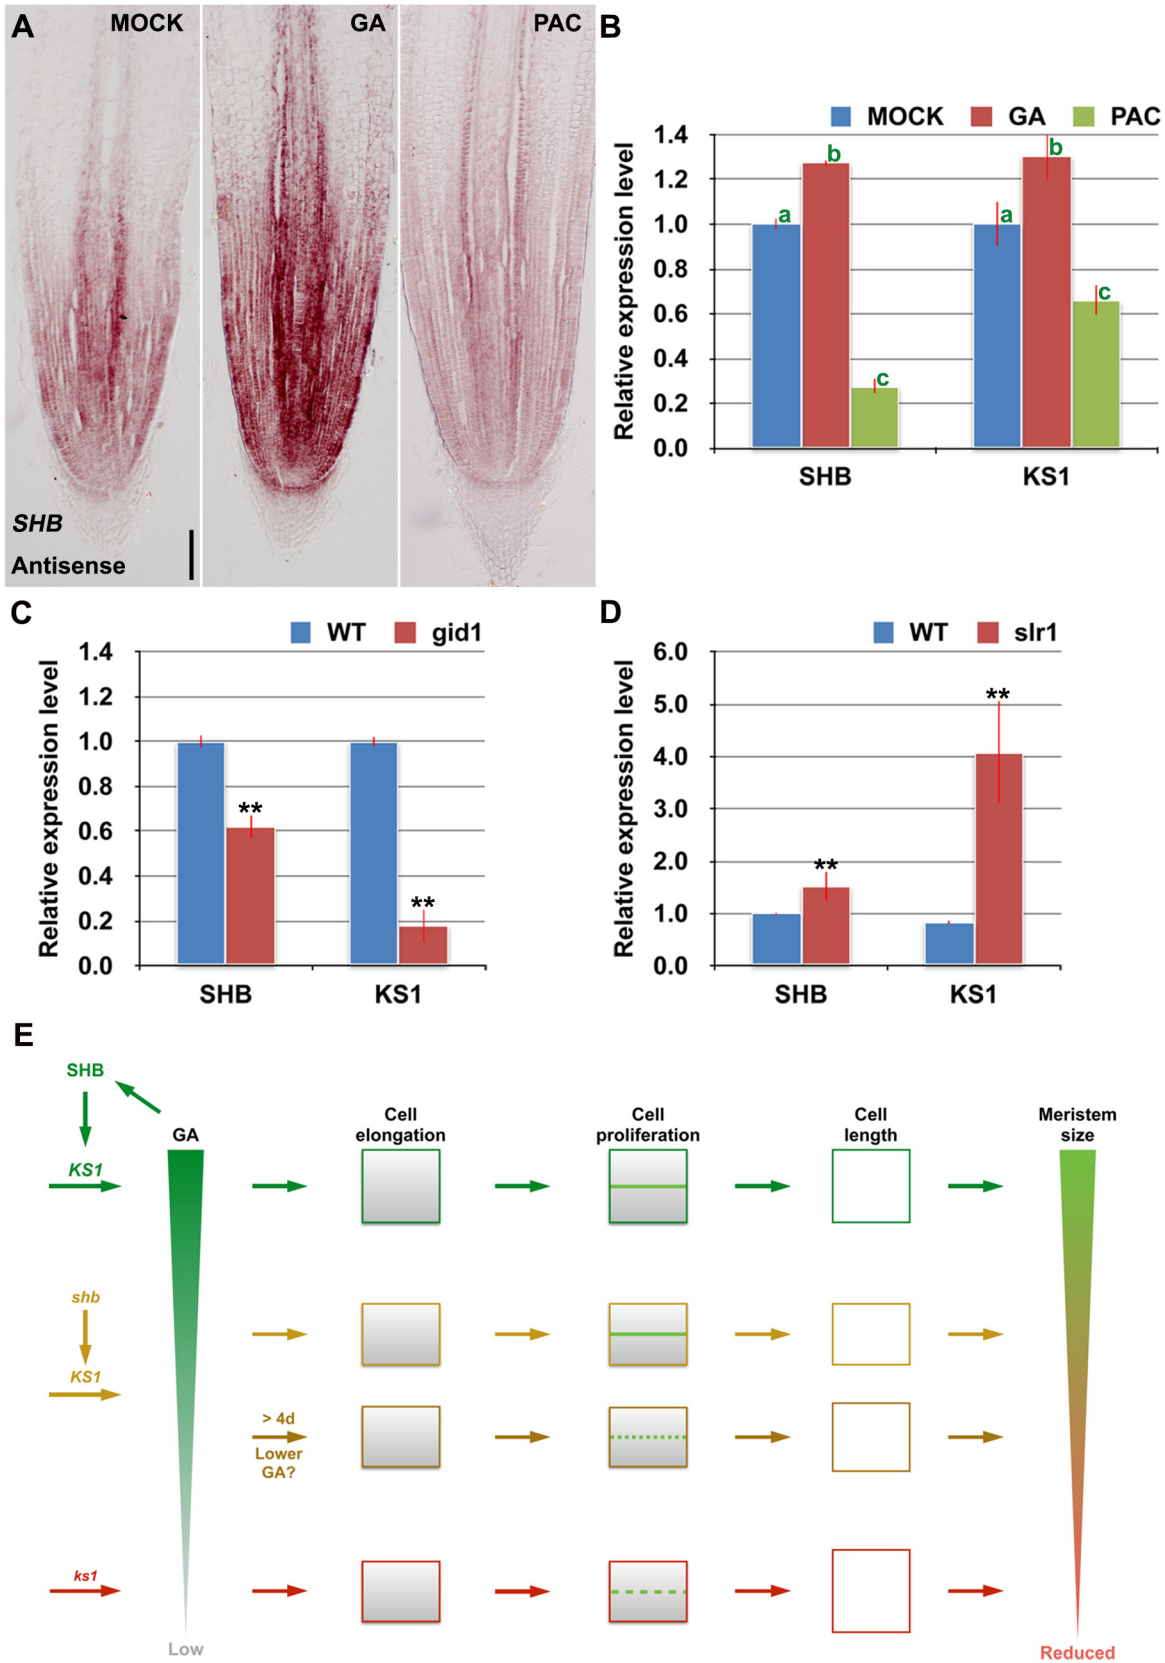 A
MOCK
GA
PAC
SHB
Antisense
B
MOCK GA PAC
Relative expression level
1.4
1.2
1.0
0.8
0.6
0.4
0.2
0.0
a
b
c
a
b
c
SHB KS1
C
WT gid1
Relative expression level
1.4
1.2
1.0
0.8
0.6
0.4
0.2
0.0
**
**
SHB KS1
D
WT slr1
Relative expression level
6.0
5.0
4.0
3.0
2.0
1.0
0.0
**
**
SHB KS1
E
SHB
KS1
GA
Cell
elongation
Cell
proliferation
Cell
length
Meristem
size
shb
KS1
> 4d
Lower
GA?
ks1
Low
Reduced